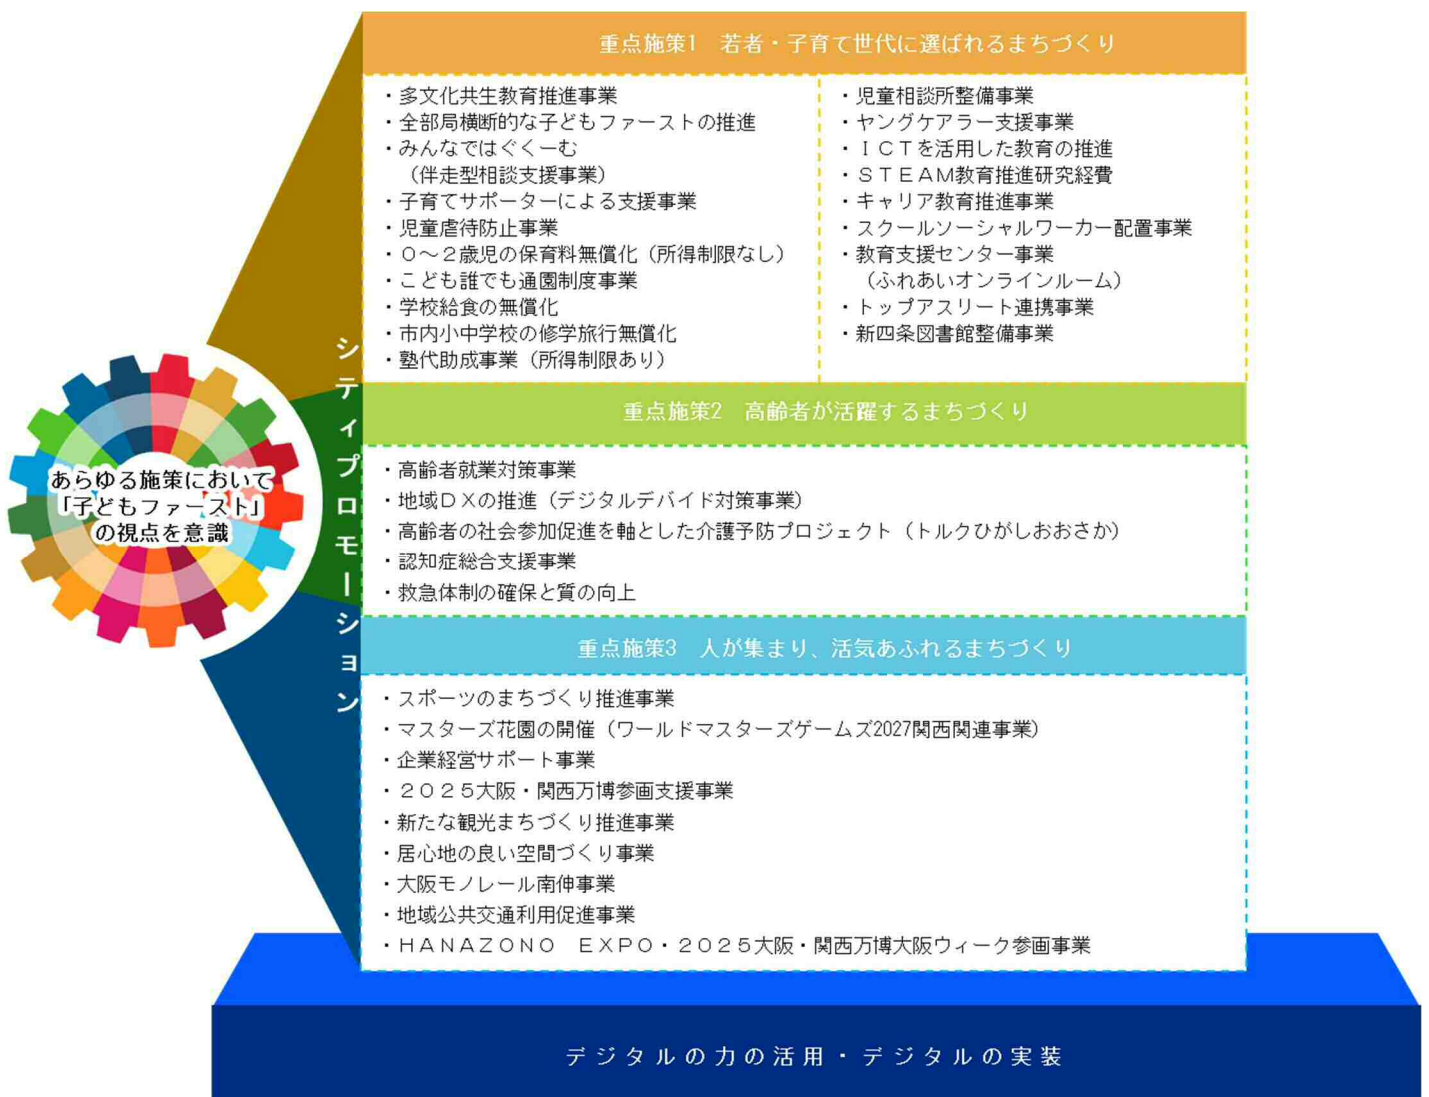 重点施策1　若者・子育て世代に選ばれるまちづくり
・多文化共生教育推進事業
・全部局横断的な子どもファーストの推進
・みんなではぐくーむ
（伴走型相談支援事業）
・子育てサポーターによる支援事業
・児童虐待防止事業
・０～２歳児の保育料無償化（所得制限なし）
・こども誰でも通園制度事業
・学校給食の無償化
・市内小中学校の修学旅行無償化
・塾代助成事業（所得制限あり）
・児童相談所整備事業
・ヤングケアラー支援事業
・ＩＣＴを活用した教育の推進
・ＳＴＥＡＭ教育推進研究経費
・キャリア教育推進事業
・スクールソーシャルワーカー配置事業
・教育支援センター事業
（ふれあいオンラインルーム）
・トップアスリート連携事業
・新四条図書館整備事業
シティプロモーション
あらゆる施策において
「子どもファースト」
の視点を意識
重点施策2　高齢者が活躍するまちづくり
・高齢者就業対策事業
・地域ＤＸの推進（デジタルデバイド対策事業）
・高齢者の社会参加促進を軸とした介護予防プロジェクト（トルクひがしおおさか）
・認知症総合支援事業
・救急体制の確保と質の向上
重点施策3　人が集まり、活気あふれるまちづくり
・スポーツのまちづくり推進事業
・マスターズ花園の開催（ワールドマスターズゲームズ2027関西関連事業）
・企業経営サポート事業
・２０２５大阪・関西万博参画支援事業
・新たな観光まちづくり推進事業
・居心地の良い空間づくり事業
・大阪モノレール南伸事業
・地域公共交通利用促進事業
・ＨＡＮＡＺＯＮＯ　ＥＸＰＯ・２０２５大阪・関西万博大阪ウィーク参画事業
デジタルの力の活用・デジタルの実装